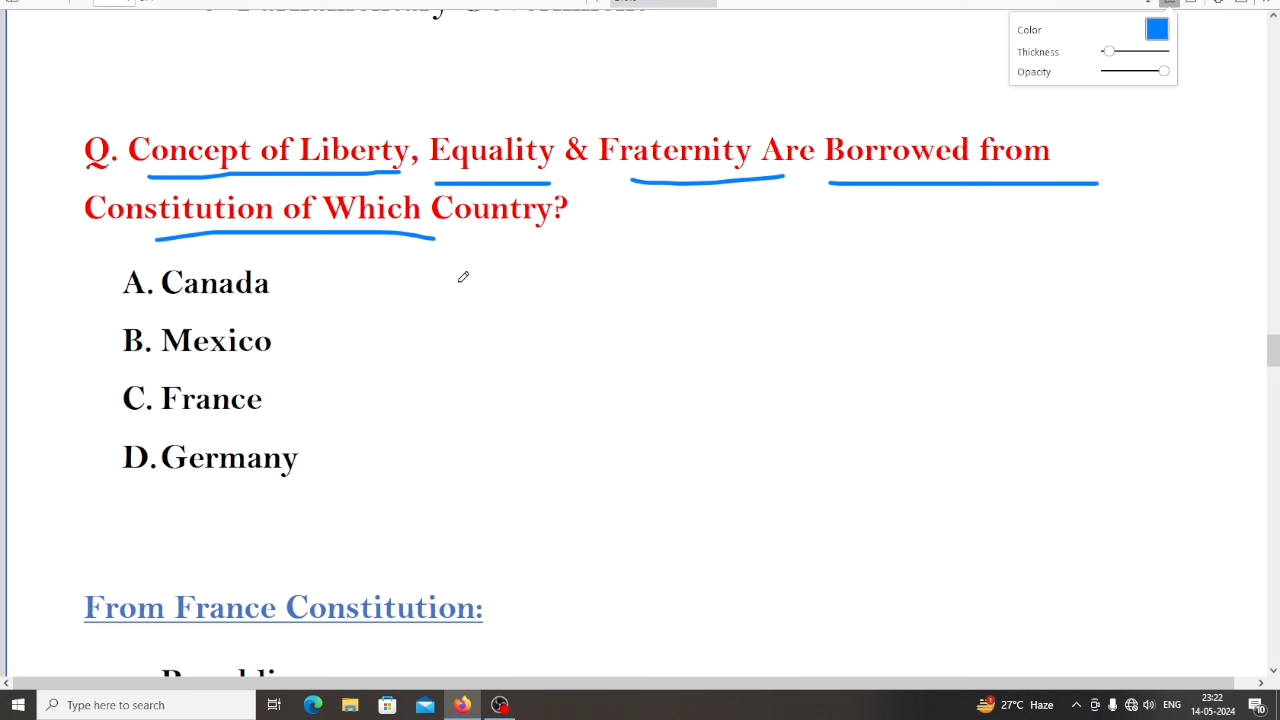 Color
Thickness
Opacity
Q. Concept of Liberty, Equality & Fraternity Are Borrowed from
Constitution of Which Country?
A. Canada
B. Mexico
C. France
D. Germany
From France Constitution:
Type here to search
27°C Haze
ENG
23:22
14-05-2024
10